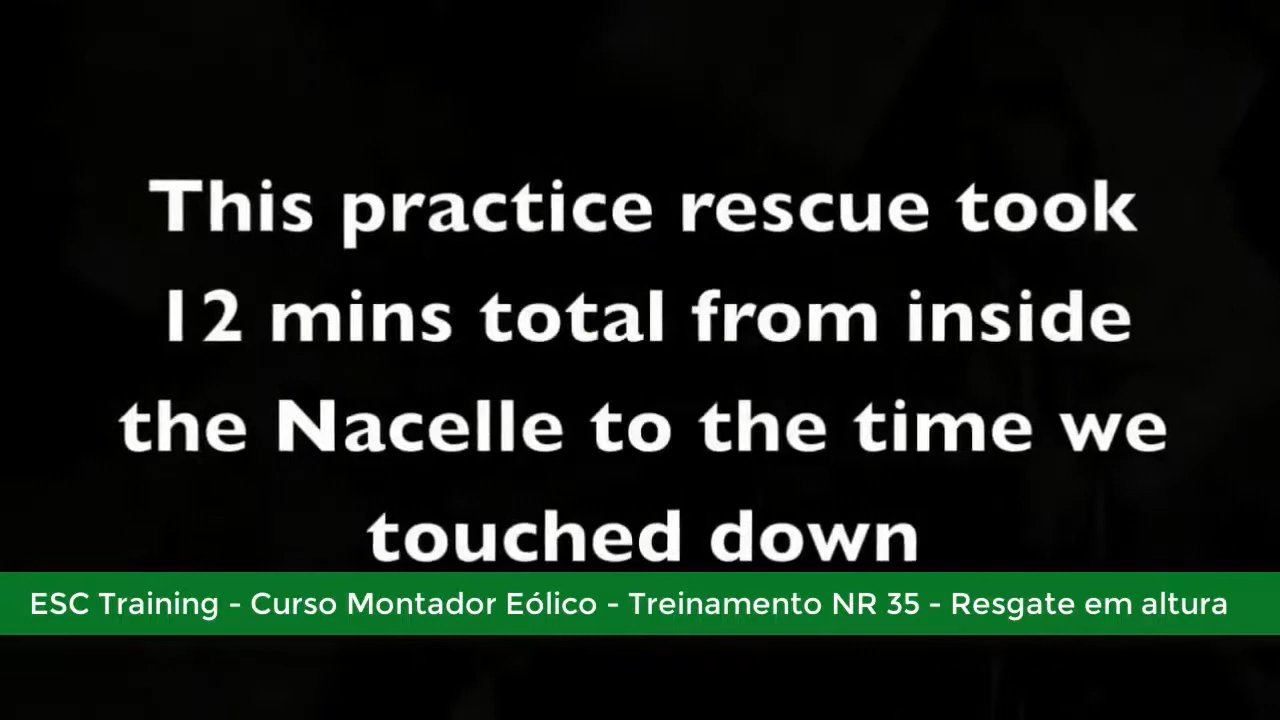 This practice rescue took
12 mins total from inside
the Nacelle to the time we
touched down
ESC Training - Curso Montador Eólico - Treinamento NR 35 - Resgate em altura